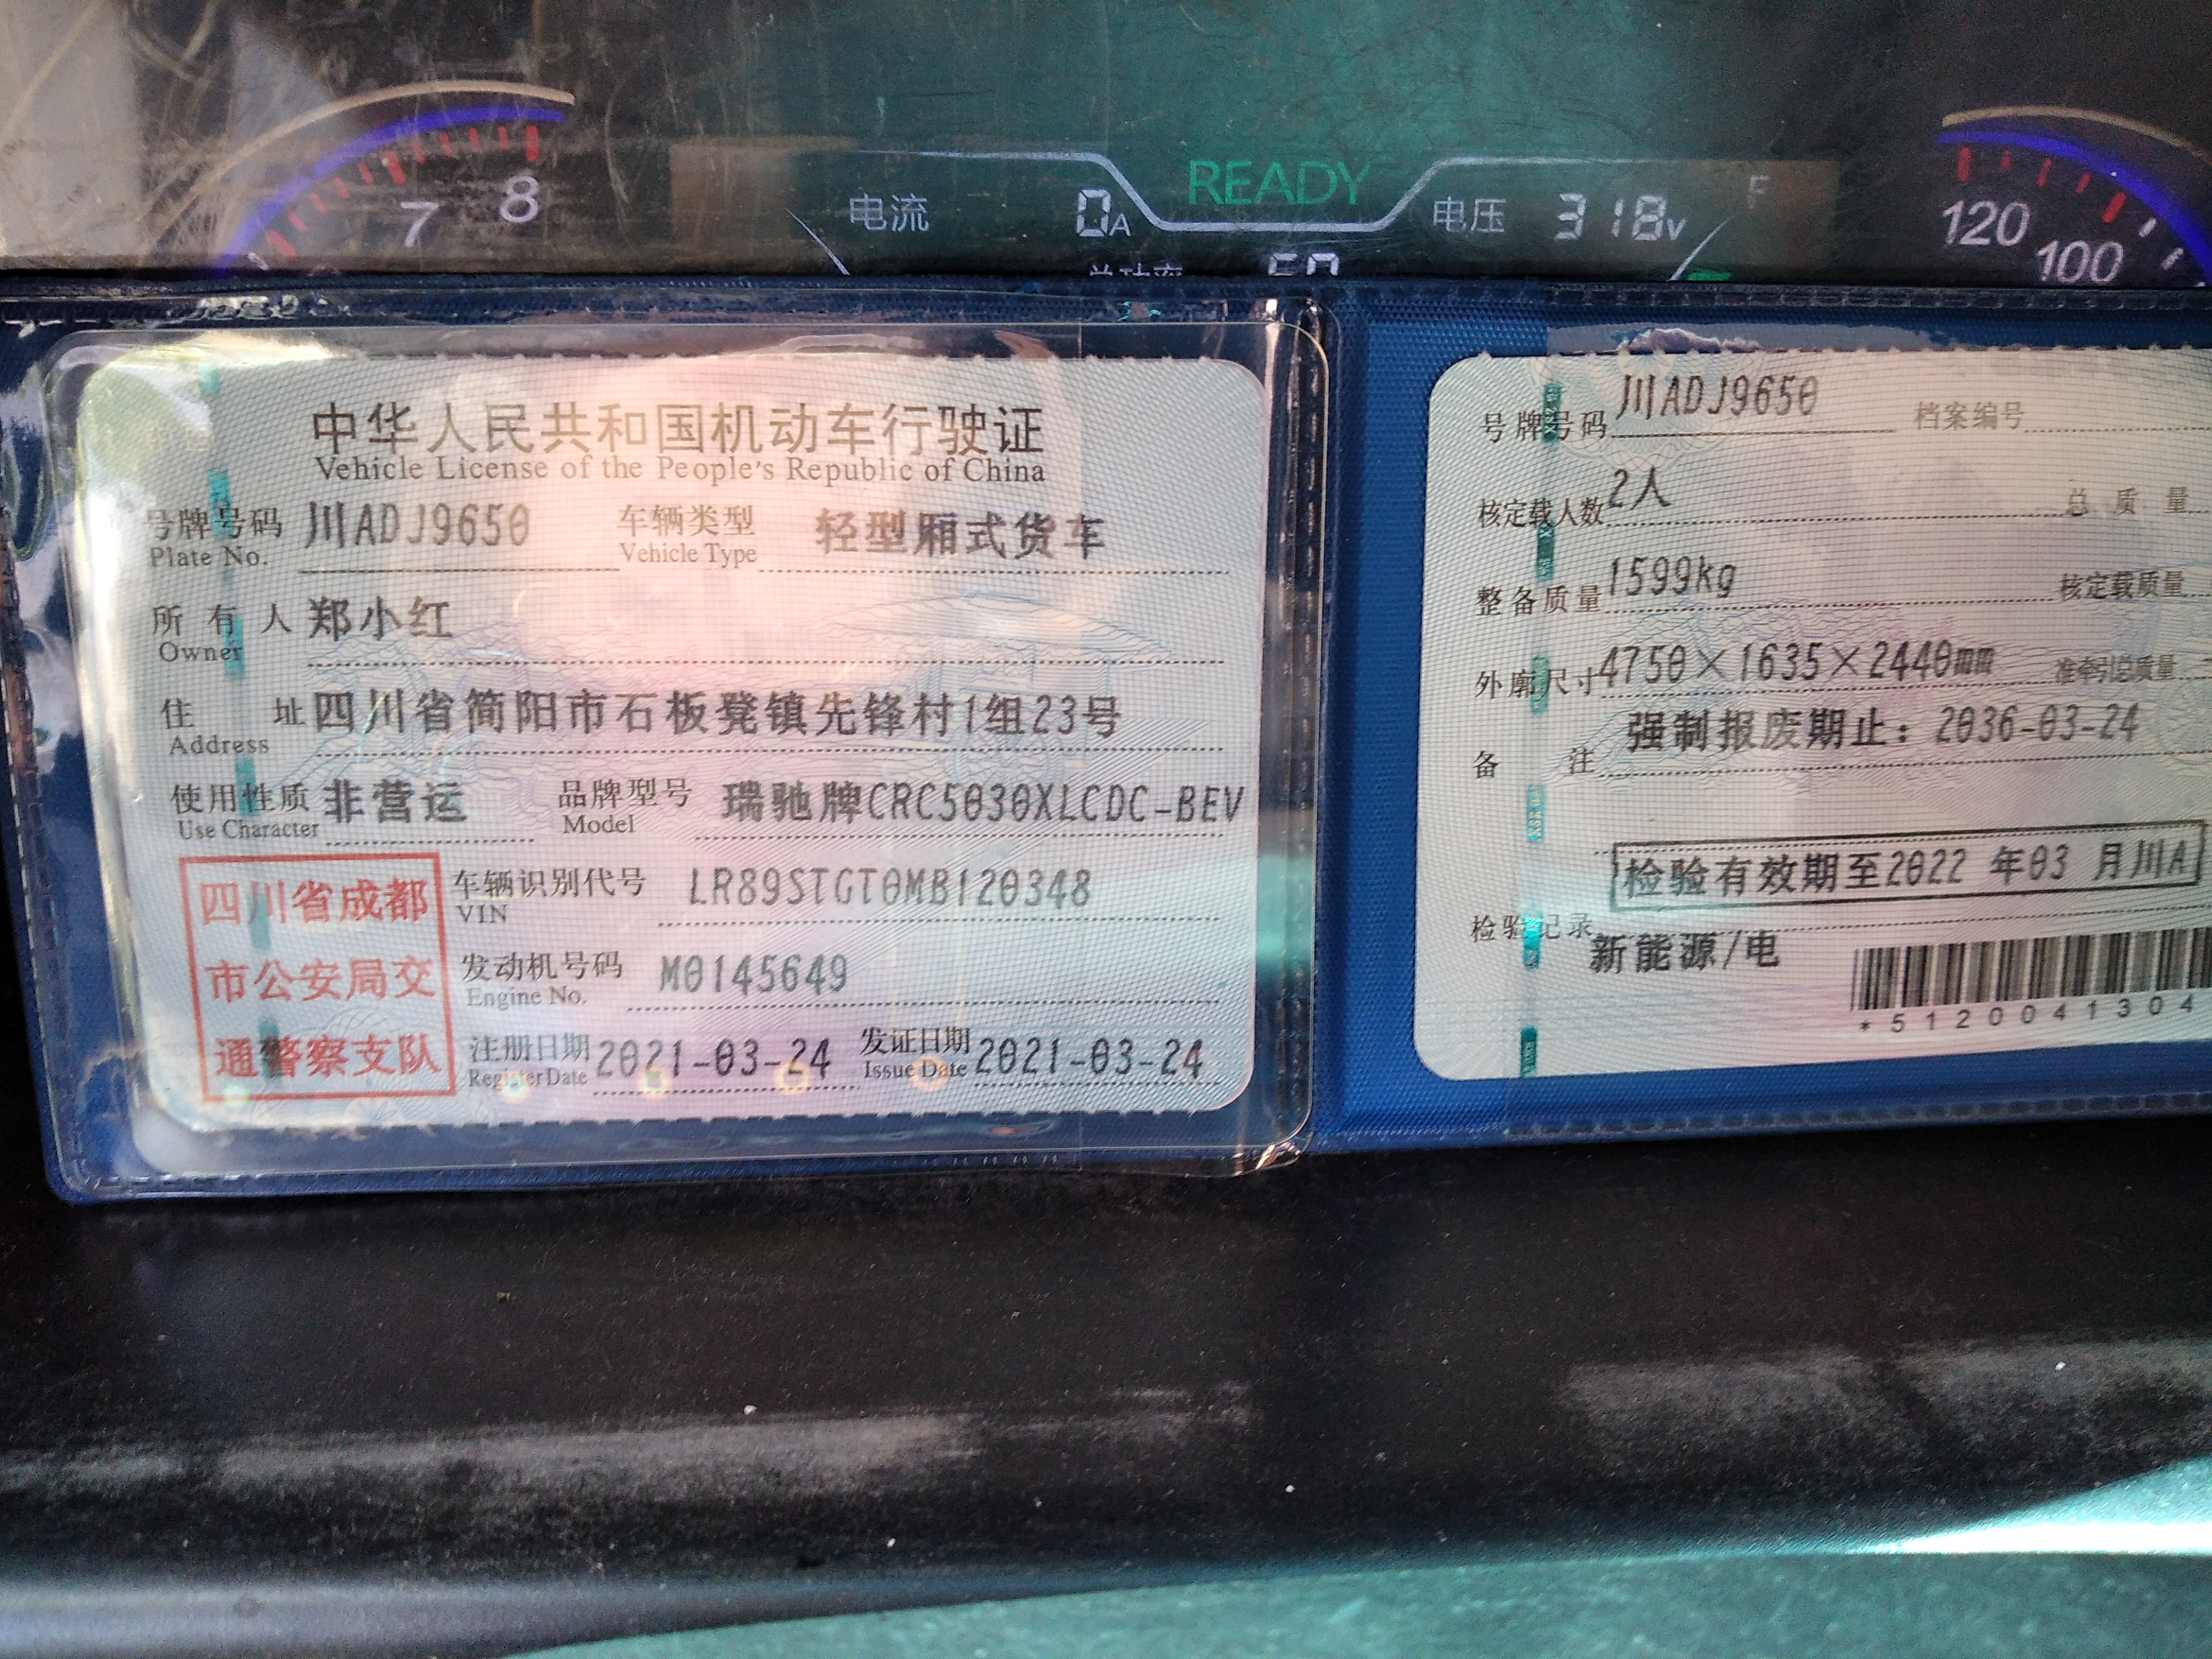 7 8
电流 0A READY 电压 318v F
120 100
中华人民共和国机动车行驶证
Vehicle License of the People's Republic of China
号牌号码 川ADJ9650 车辆类型 轻型厢式货车
Plate No. Vehicle Type
所有人 郑小红
Owner
住址 四川省简阳市石板凳镇先锋村1组23号
Address
使用性质 非营运 品牌型号 瑞驰牌CRC5030XLCDC-BEV
Use Character Model
四川省成都
市公安局交
通警察支队
车辆识别代号 LR89STGT0MB120348
VIN
发动机号码 M0145649
Engine No.
注册日期 2021-03-24 发证日期 2021-03-24
Register Date Issue Date
号牌号码 川ADJ9650 档案编号
核定载人数 2人 总质量
整备质量 1599kg 核定载质量
外廓尺寸 4750×1635×2440mm 准牵引总质量
备注 强制报废期止：2036-03-24
检验有效期至2022 年03 月川A
检验记录 新能源/电
*5120041304